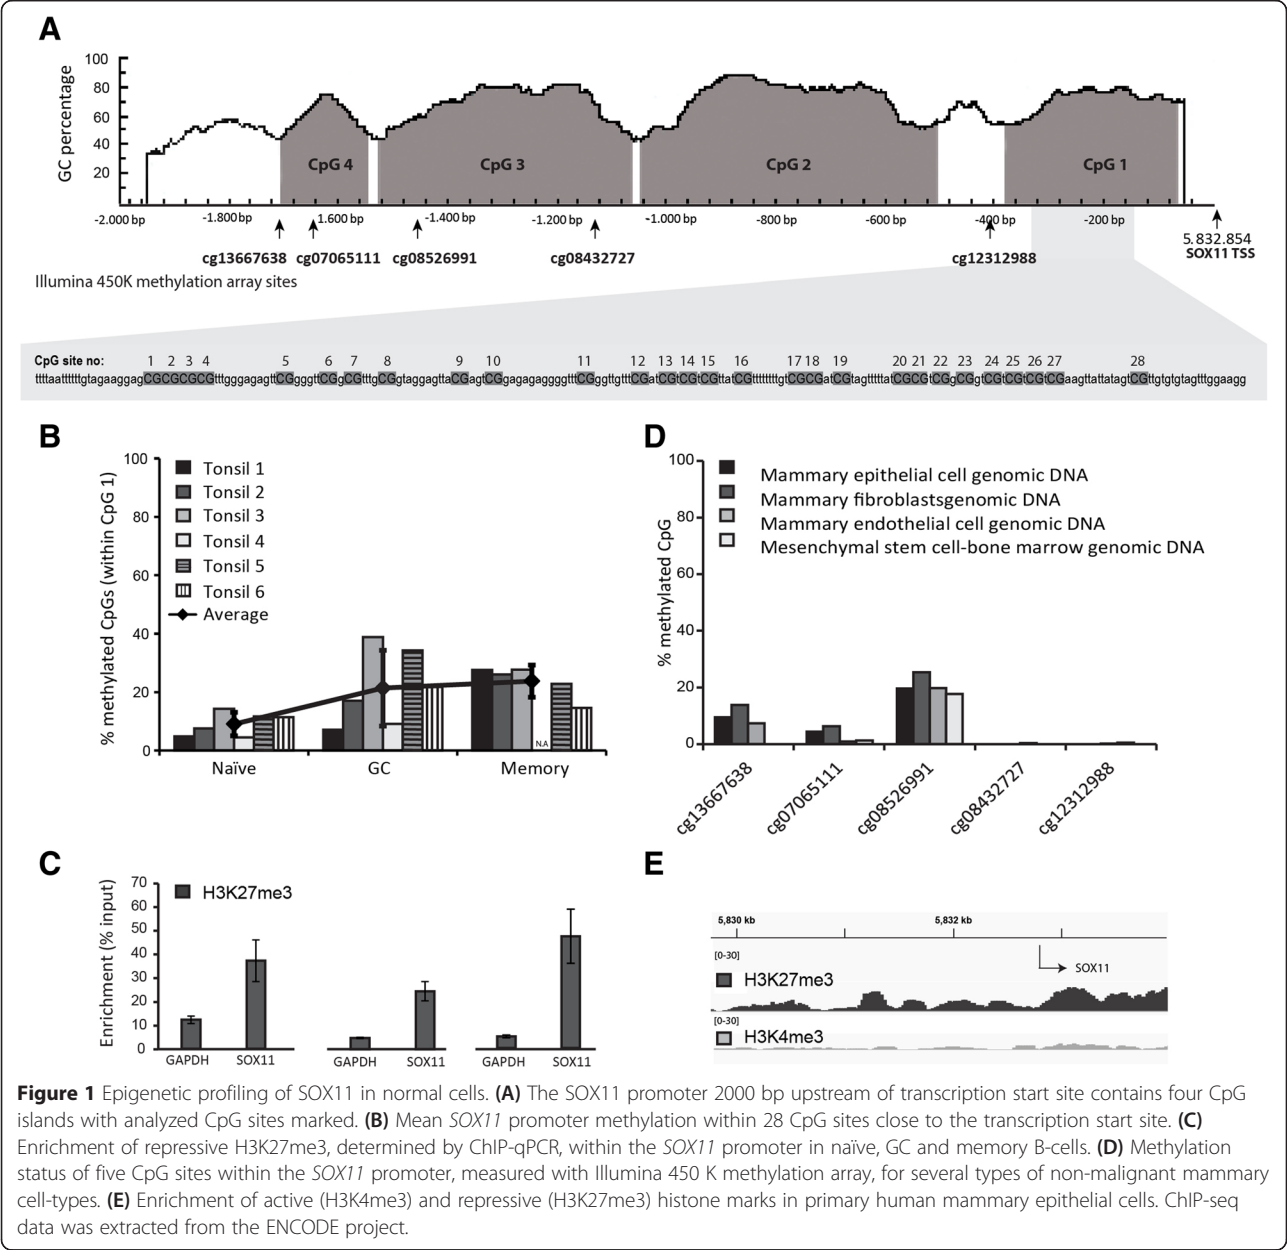 A
GC percentage
100
80
60
40
20
CpG 4
CpG 3
CpG 2
CpG 1
-2.000 bp
-1.800 bp
-1.600 bp
-1.400 bp
-1.200 bp
-1.000 bp
-800 bp
-600 bp
-400 bp
-200 bp
cg13667638
cg07065111
cg08526991
cg08432727
cg12312988
5.832.854
SOX11 TSS
Illumina 450K methylation array sites
CpG site no: 1 2 3 4 5 6 7 8 9 10 11 12 13 14 15 16 17 18 19 20 21 22 23 24 25 26 27 28
ttttaattttttgtagaaggagCGCGCGCGtttgggagagttCGggggttCGgCGtttgCGgtaggagttaCGagtCGgagagaggggtttCGggttgttttCGatCGtCGtCGttatCGttttttttgtCGCGatCGtagtttttatCGCGtCGgCGgtCGtCGtCGtCGaagttattatagtCGttgtgtgtagtttggaagg
B
% methylated CpGs (within CpG 1)
100
80
60
40
20
0
Tonsil 1
Tonsil 2
Tonsil 3
Tonsil 4
Tonsil 5
Tonsil 6
Average
N.A
Naïve
GC
Memory
D
% methylated CpG
100
80
60
40
20
0
Mammary epithelial cell genomic DNA
Mammary fibroblastsgenomic DNA
Mammary endothelial cell genomic DNA
Mesenchymal stem cell-bone marrow genomic DNA
cg13667638
cg07065111
cg08526991
cg08432727
cg12312988
C
Enrichment (% input)
70
60
50
40
30
20
10
0
H3K27me3
GAPDH SOX11
GAPDH SOX11
GAPDH SOX11
E
5,830 kb 5,832 kb
[0-30]
SOX11
H3K27me3
[0-30]
H3K4me3
Figure 1 Epigenetic profiling of SOX11 in normal cells. (A) The SOX11 promoter 2000 bp upstream of transcription start site contains four CpG
islands with analyzed CpG sites marked. (B) Mean SOX11 promoter methylation within 28 CpG sites close to the transcription start site. (C)
Enrichment of repressive H3K27me3, determined by ChIP-qPCR, within the SOX11 promoter in naïve, GC and memory B-cells. (D) Methylation
status of five CpG sites within the SOX11 promoter, measured with Illumina 450 K methylation array, for several types of non-malignant mammary
cell-types. (E) Enrichment of active (H3K4me3) and repressive (H3K27me3) histone marks in primary human mammary epithelial cells. ChIP-seq
data was extracted from the ENCODE project.